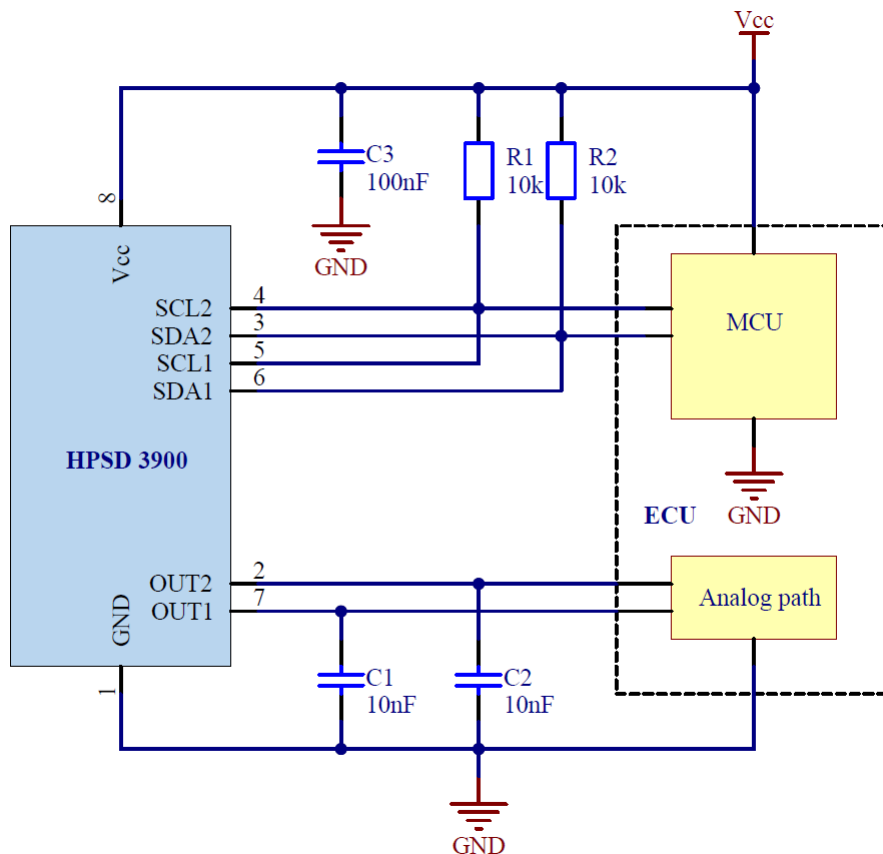 Vcc
C3
100nF
R1
10k
R2
10k
GND
8
Vcc
SCL2
4
SDA2
3
SCL1
5
SDA1
6
MCU
HPSD 3900
GND
ECU
OUT2
2
OUT1
7
Analog path
GND
1
C1
10nF
C2
10nF
GND